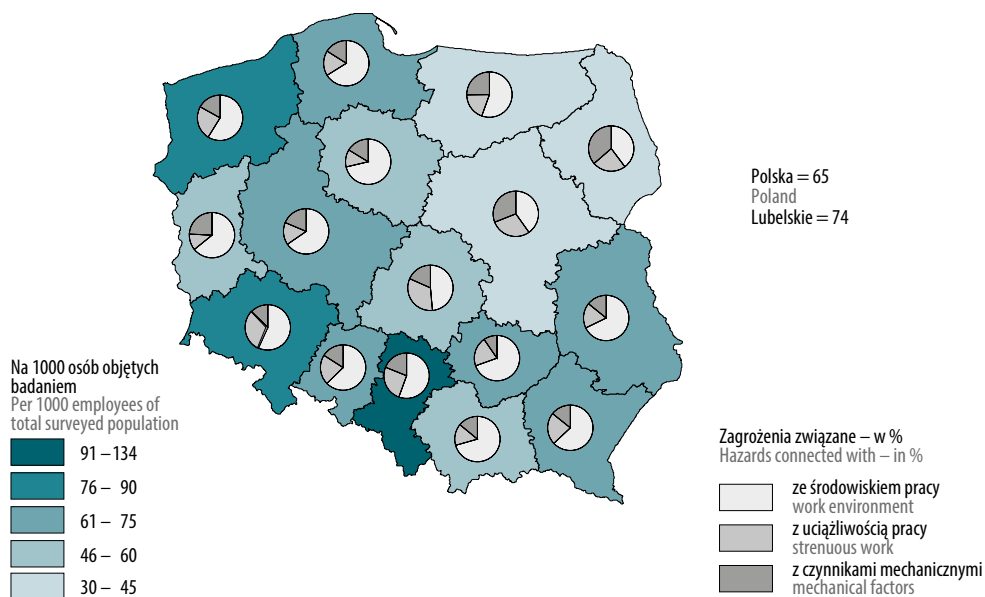 Polska = 65
Poland
Lubelskie = 74
Na 1000 osób objętych
badaniem
Per 1000 employees of
total surveyed population
91 – 134
76 – 90
61 – 75
46 – 60
30 – 45
Zagrożenia związane – w %
Hazards connected with – in %
ze środowiskiem pracy
work environment
z uciążliwością pracy
strenuous work
z czynnikami mechanicznymi
mechanical factors